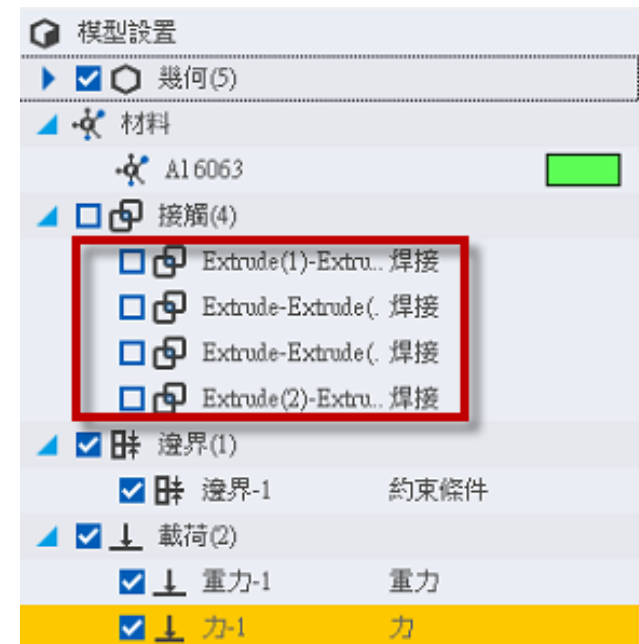 模型設置
幾何(5)
材料
Al 6063
接觸(4)
Extrude(1)-Extru... 焊接
Extrude-Extrude(. 焊接
Extrude-Extrude(. 焊接
Extrude(2)-Extru... 焊接
邊界(1)
邊界-1 約束條件
載荷(2)
重力-1 重力
力-1 力